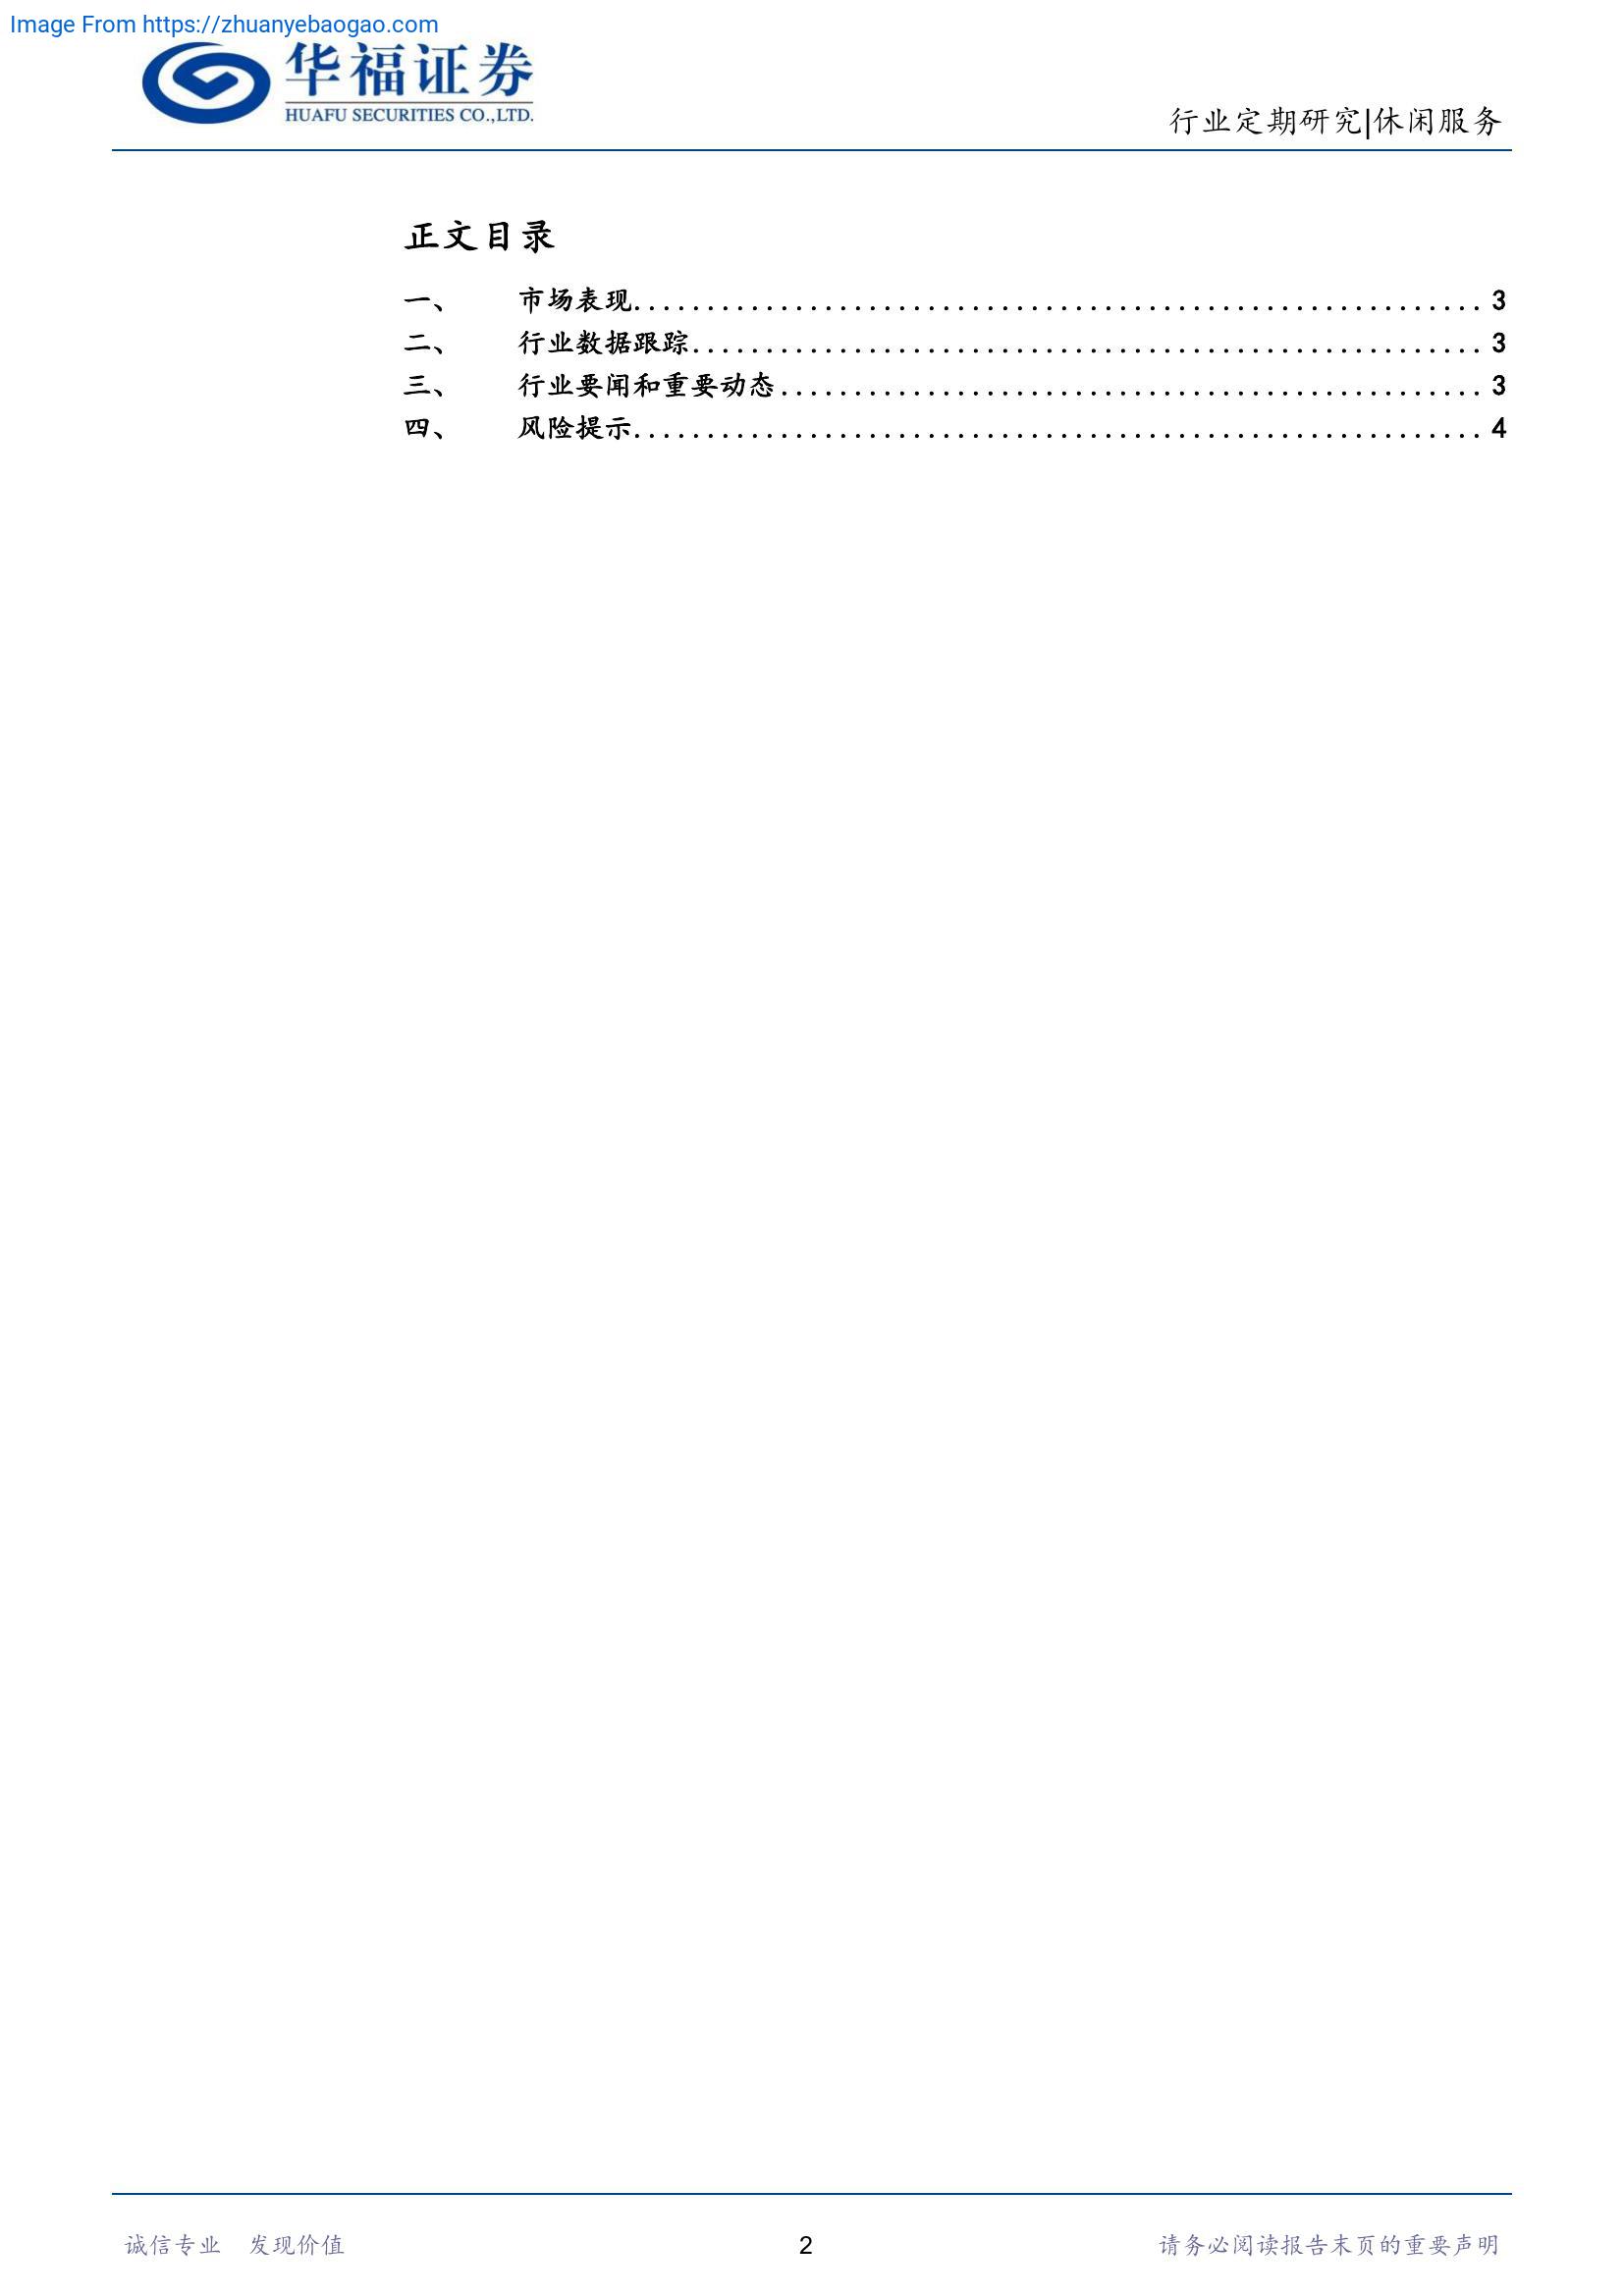 Image From https://zhuanyebaogao.com
华福证券
HUAFU SECURITIES CO.,LTD.
行业定期研究|休闲服务
正文目录
一、 市场表现........................................................ 3
二、 行业数据跟踪.................................................... 3
三、 行业要闻和重要动态.............................................. 3
四、 风险提示........................................................ 4
诚信专业 发现价值 2 请务必阅读报告末页的重要声明